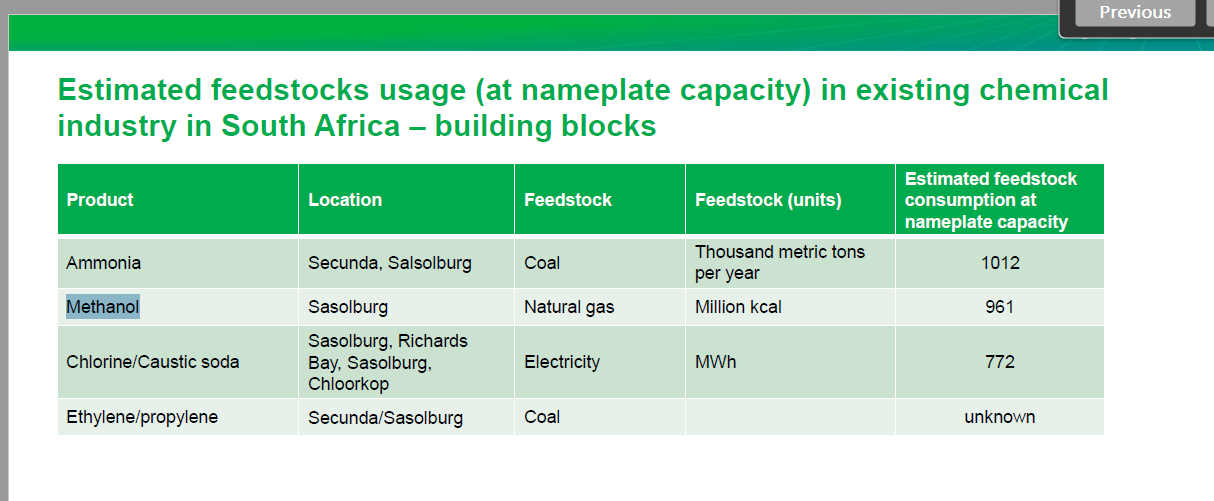 Previous
Estimated feedstocks usage (at nameplate capacity) in existing chemical
industry in South Africa – building blocks
Product
Location
Feedstock
Feedstock (units)
Estimated feedstock
consumption at
nameplate capacity
Ammonia
Secunda, Salsolburg
Coal
Thousand metric tons
per year
1012
Methanol
Sasolburg
Natural gas
Million kcal
961
Chlorine/Caustic soda
Sasolburg, Richards
Bay, Sasolburg,
Chloorkop
Electricity
MWh
772
Ethylene/propylene
Secunda/Sasolburg
Coal
unknown